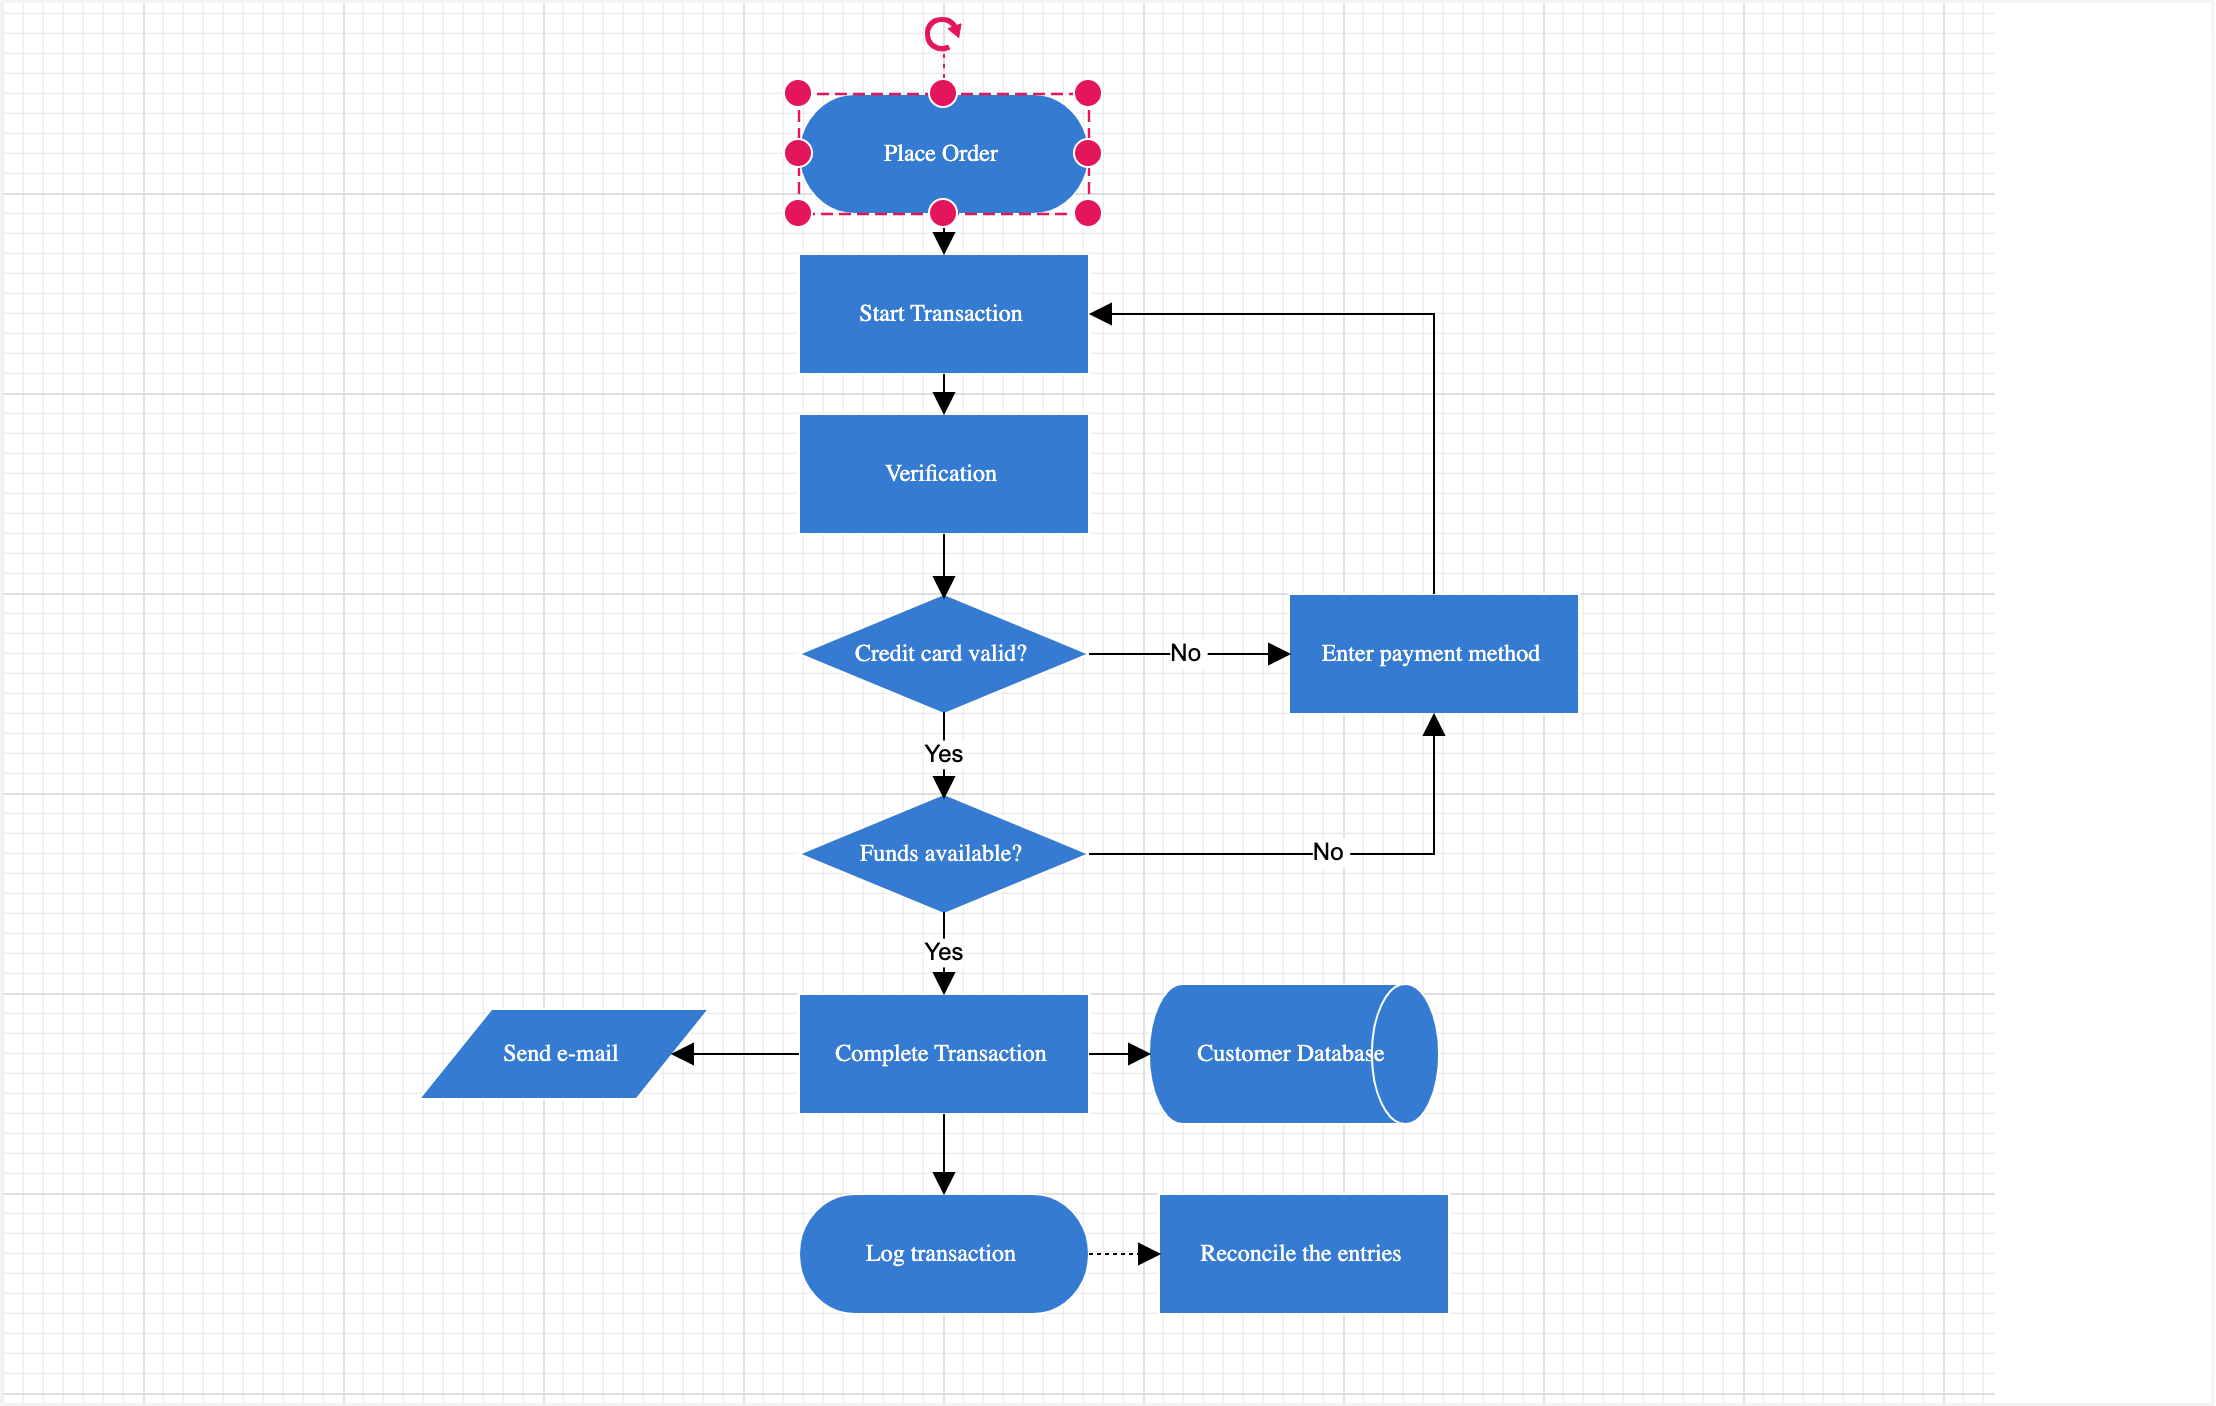 Place Order
Start Transaction
Verification
Credit card valid?
No
Enter payment method
Yes
Funds available?
No
Yes
Send e-mail
Complete Transaction
Customer Database
Log transaction
Reconcile the entries